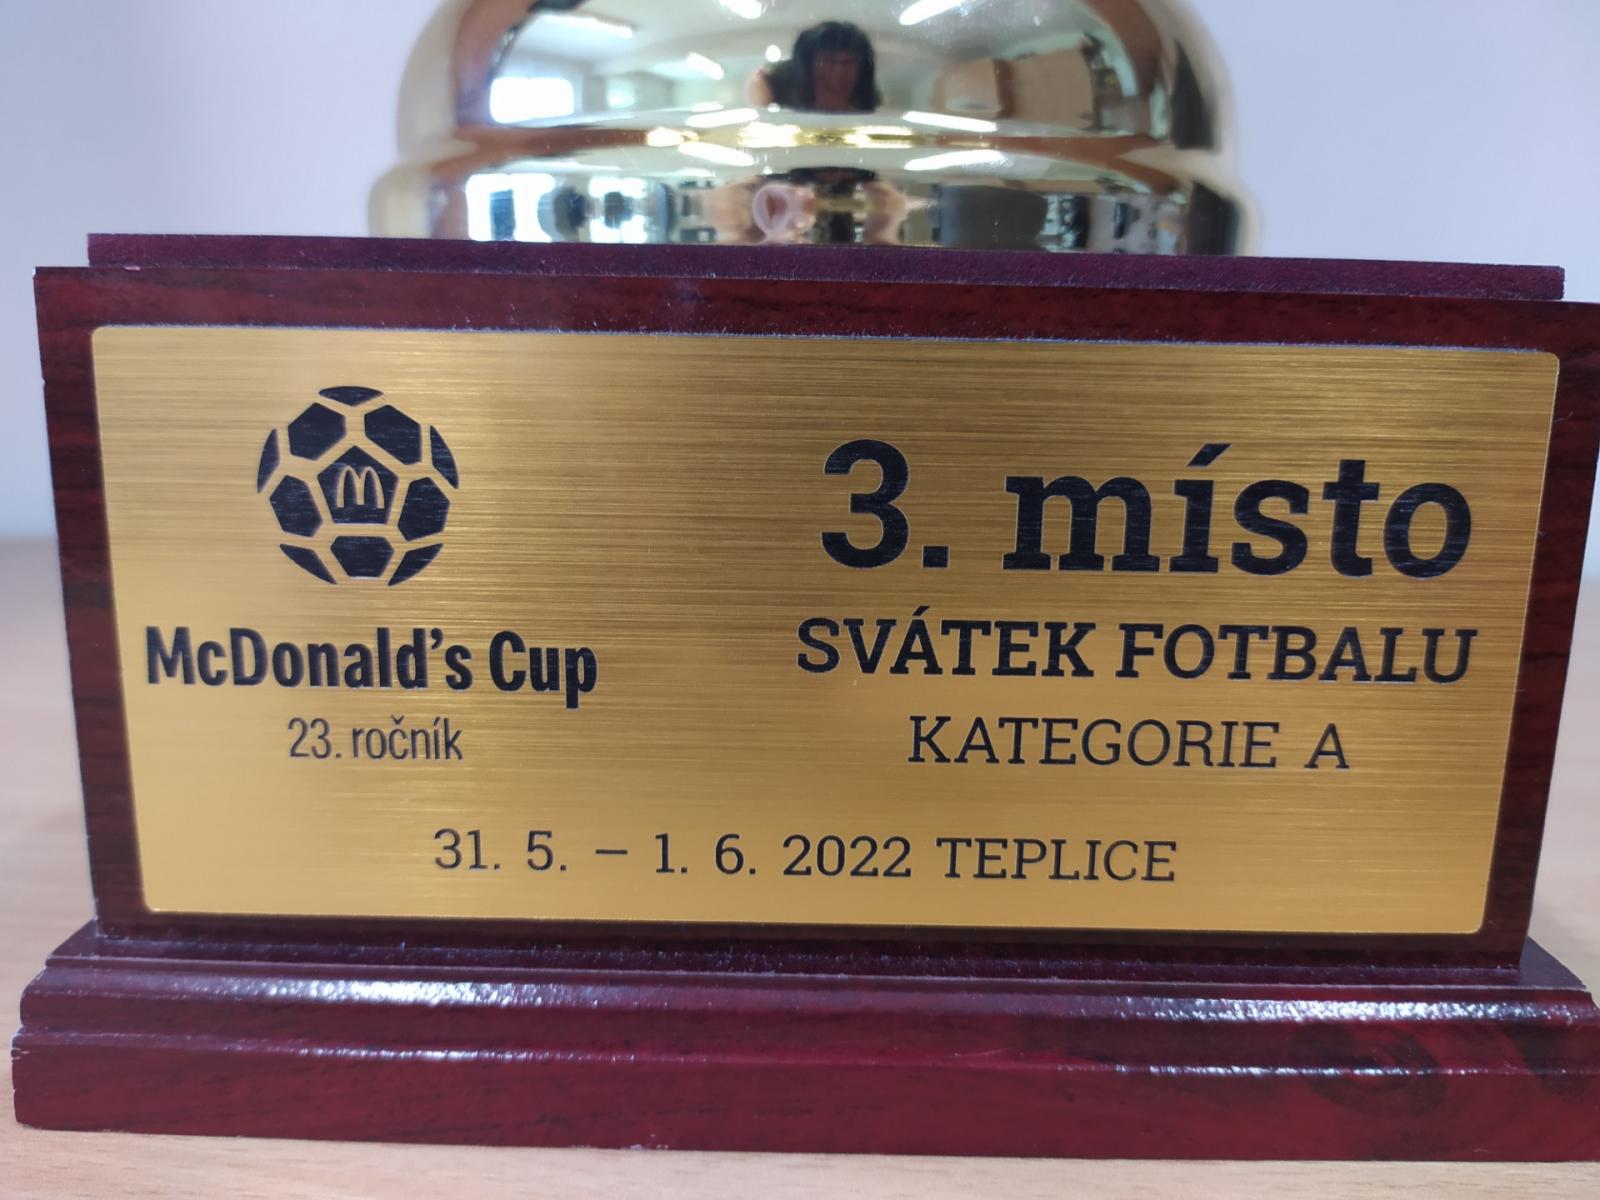 3. místo
McDonald's Cup
SVÁTEK FOTBALU
23. ročník
KATEGORIE A
31. 5. – 1. 6. 2022 TEPLICE